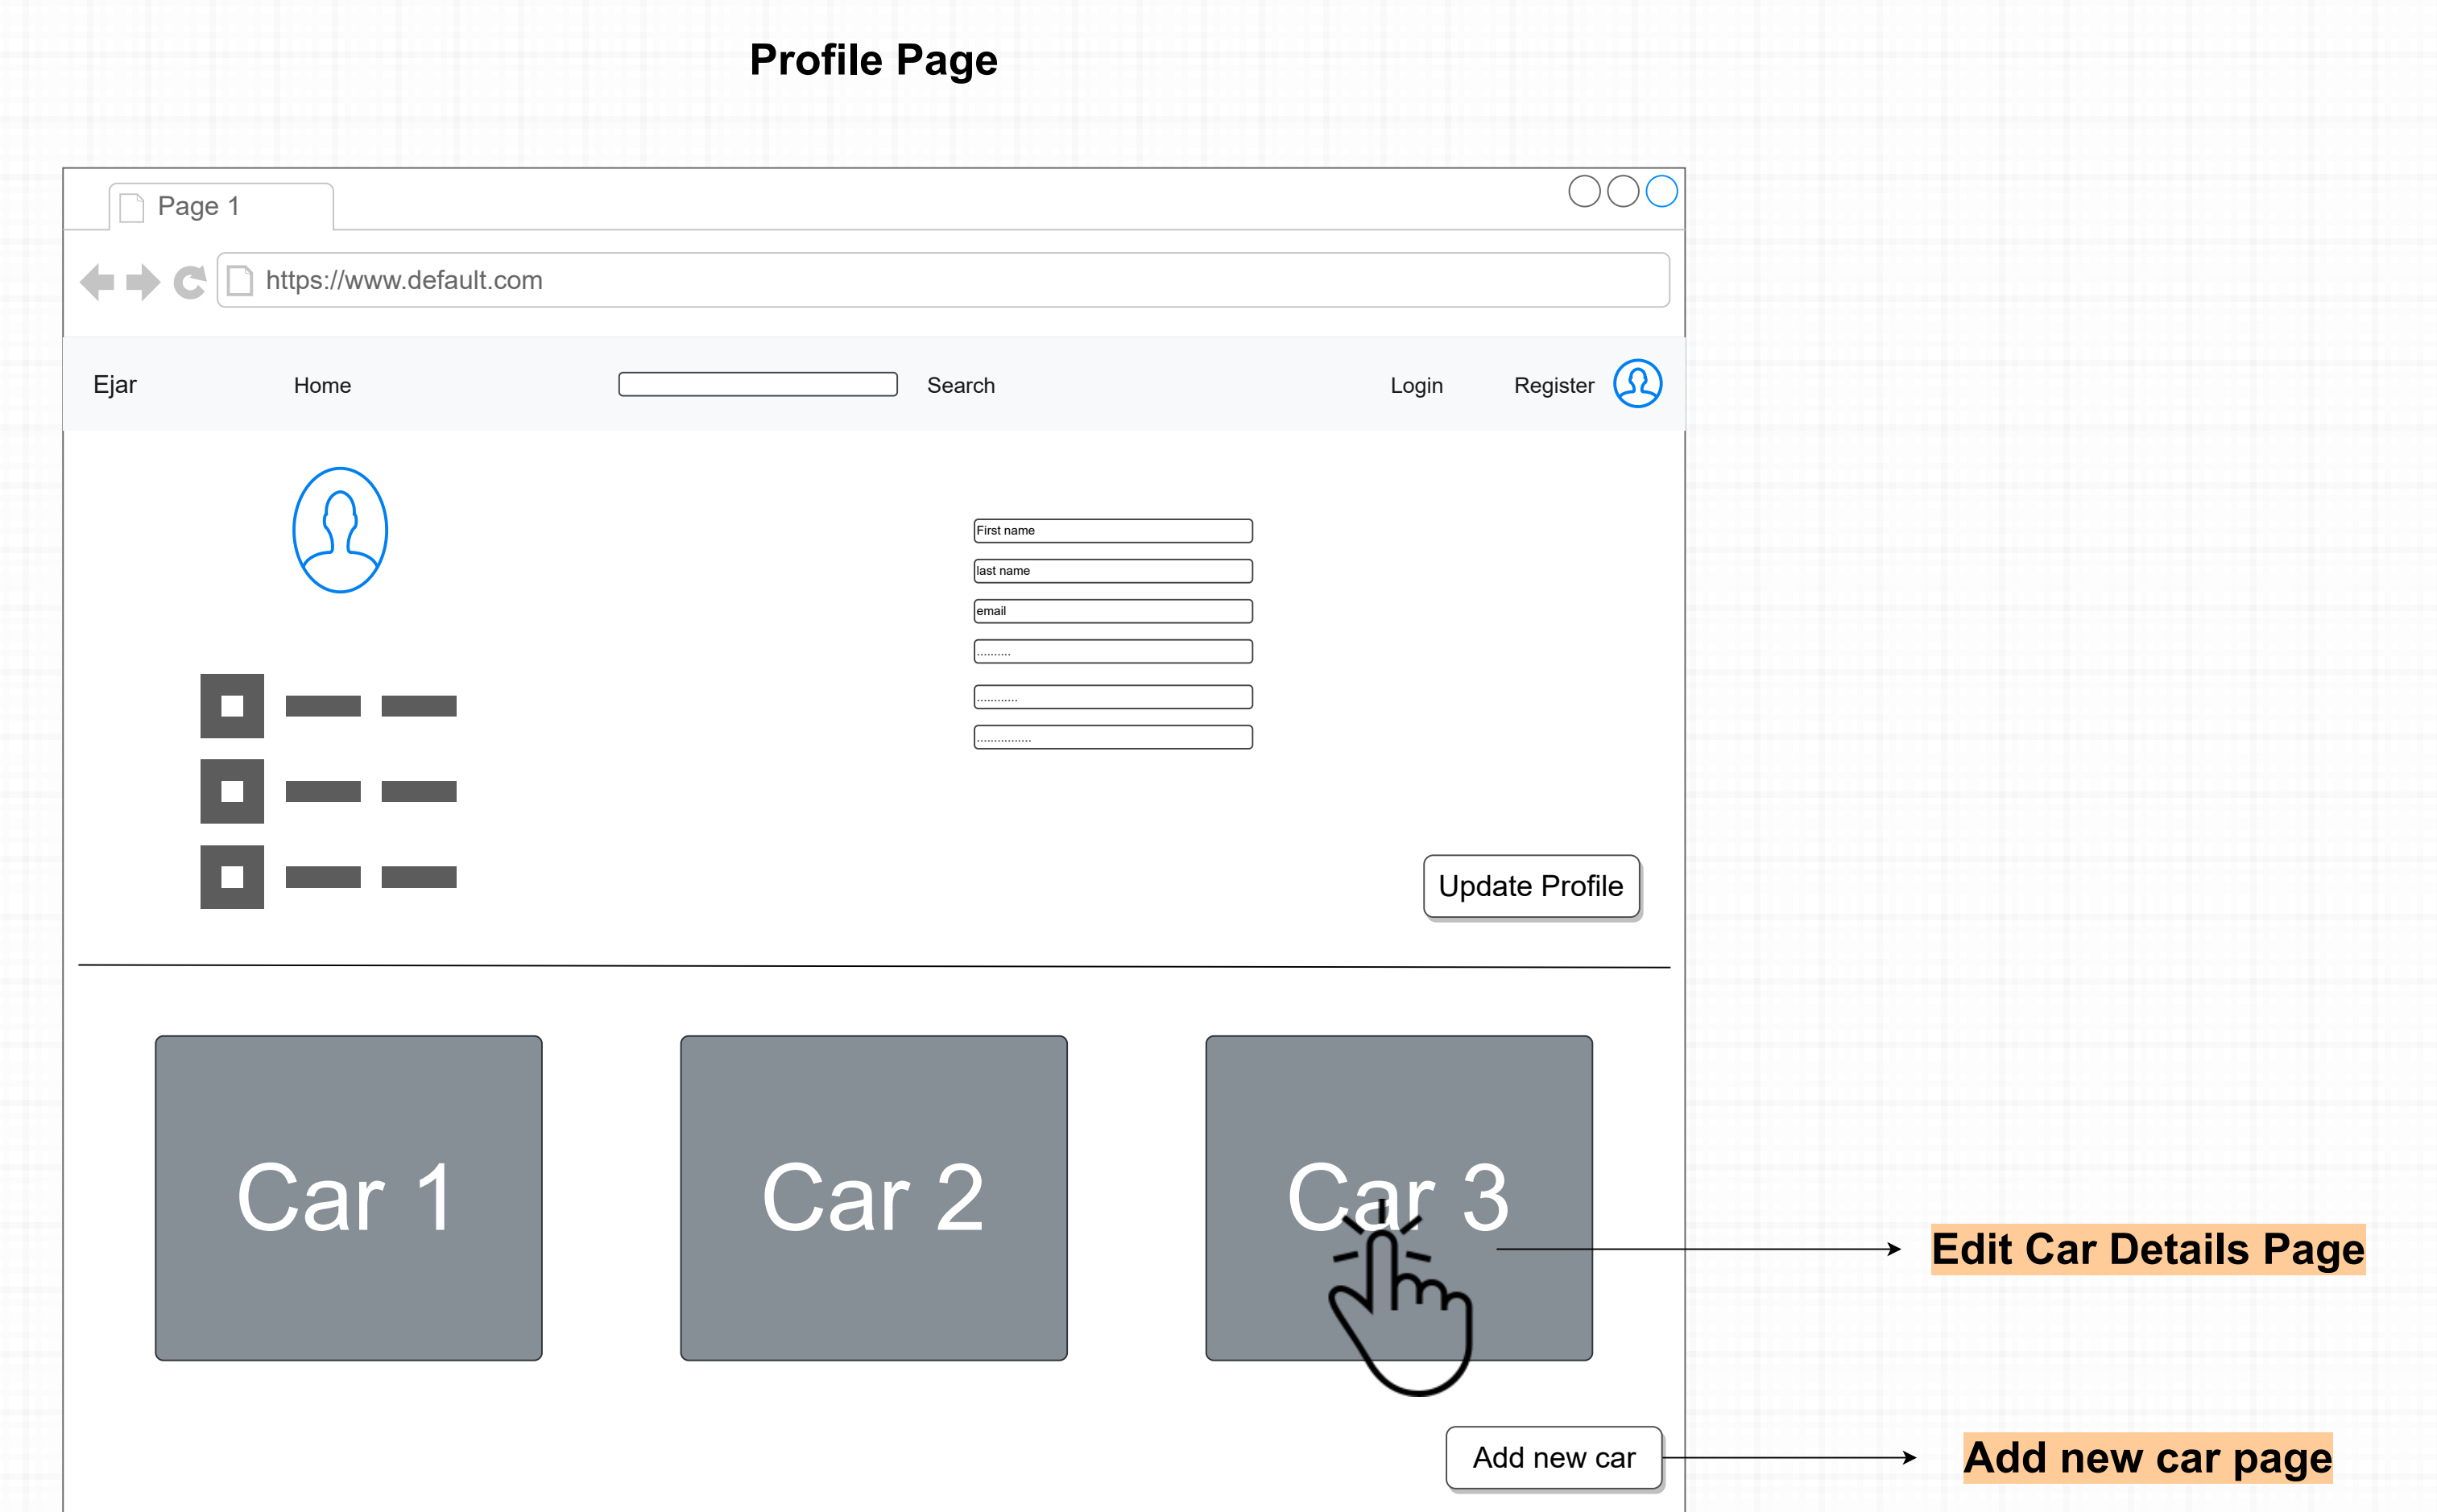 Profile Page
Page 1
https://www.default.com
Ejar Home Search Login Register
First name
last name
email
..........
............
................
Update Profile
Car 1 Car 2 Car 3
Edit Car Details Page
Add new car
Add new car page